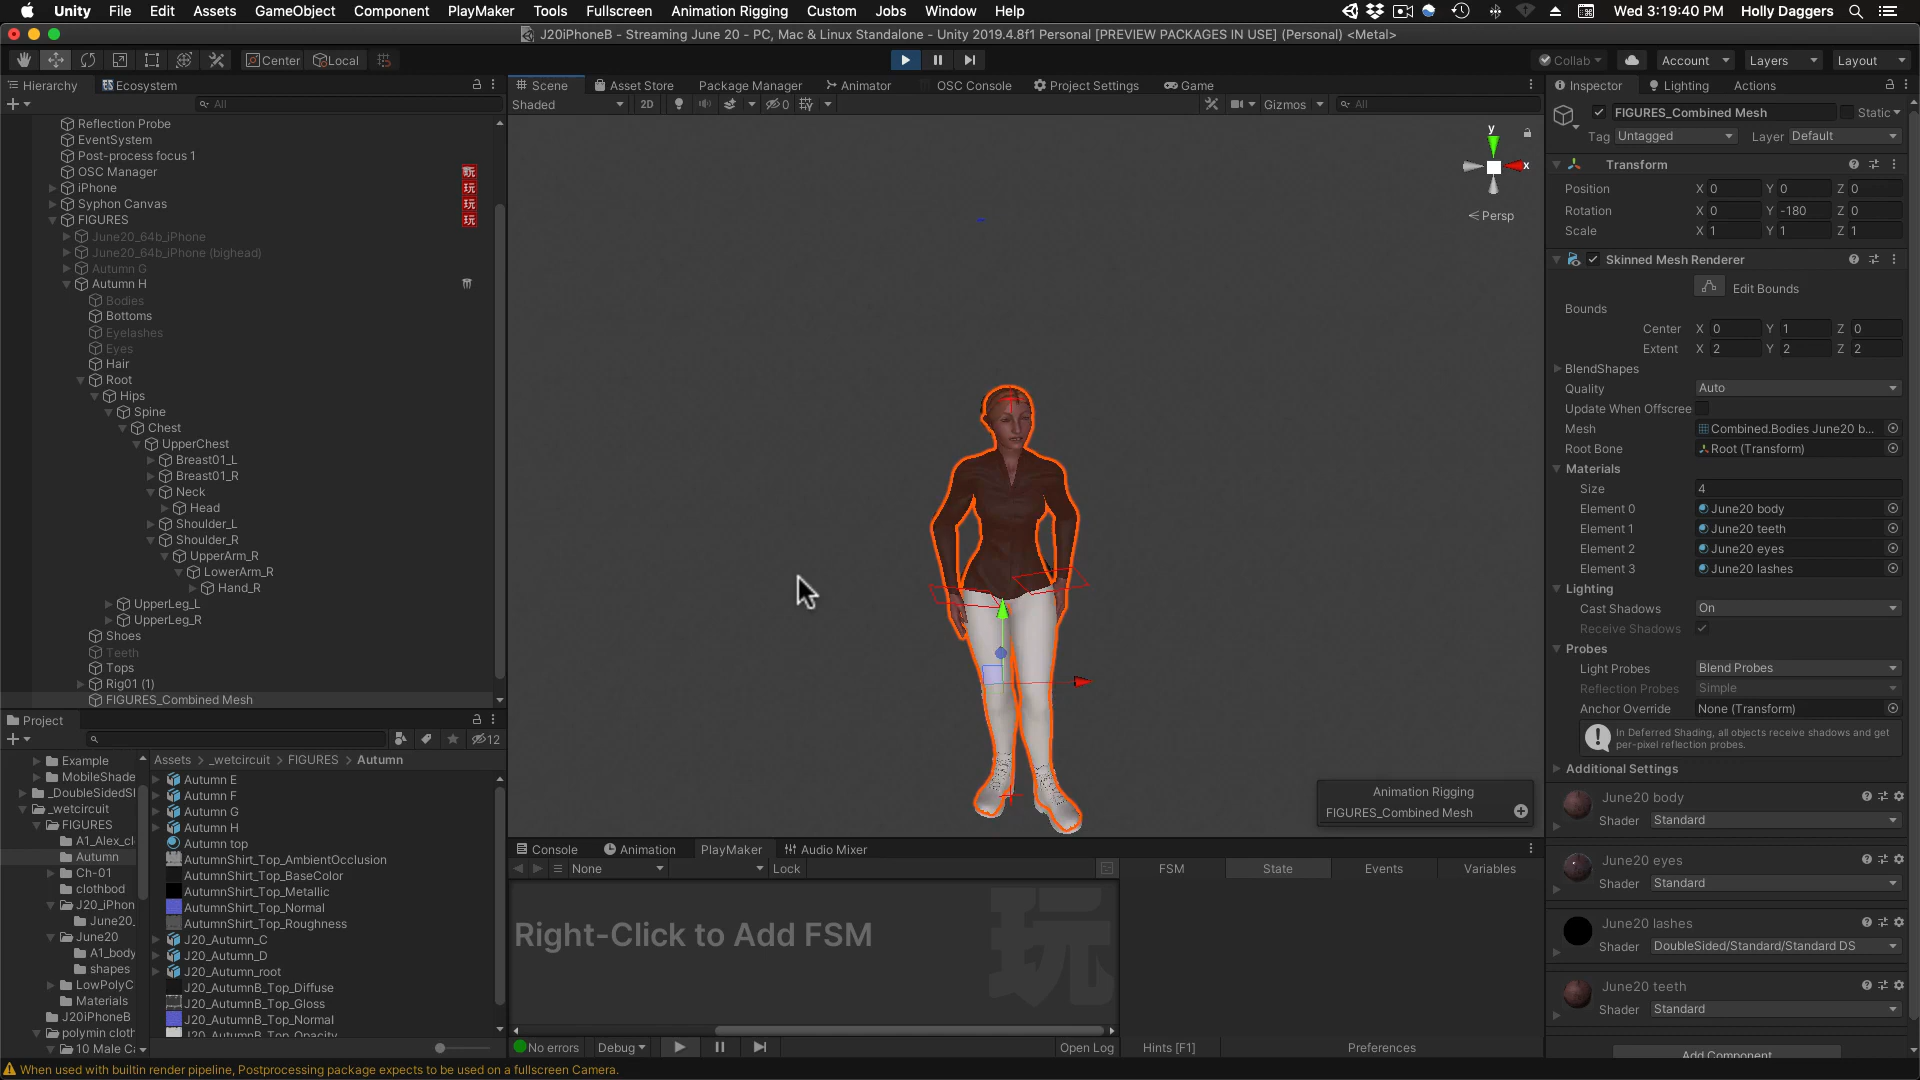 Unity File Edit Assets GameObject Component PlayMaker Tools Fullscreen Animation Rigging Custom Jobs Window Help Wed 3:19:40 PM Holly Daggers
J20iPhoneB - Streaming June 20 - PC, Mac & Linux Standalone - Unity 2019.4.8f1 Personal [PREVIEW PACKAGES IN USE] (Personal) <Metal>
Center Local Collab Account Layers Layout
Hierarchy Ecosystem Scene Asset Store Package Manager Animator OSC Console Project Settings Game Inspector Lighting Actions
All Shaded 2D 0 Gizmos All
FIGURES_Combined Mesh Static
Tag Untagged Layer Default
Reflection Probe
EventSystem
Post-process focus 1
OSC Manager 玩
iPhone 玩
Syphon Canvas 玩
FIGURES 玩
June20_64b_iPhone
June20_64b_iPhone (bighead)
Autumn G
Autumn H
Bodies
Bottoms
Eyelashes
Eyes
Hair
Root
Hips
Spine
Chest
UpperChest
Breast01_L
Breast01_R
Neck
Head
Shoulder_L
Shoulder_R
UpperArm_R
LowerArm_R
Hand_R
UpperLeg_L
UpperLeg_R
Shoes
Teeth
Tops
Rig01 (1)
FIGURES_Combined Mesh
y
x
Persp
Animation Rigging
FIGURES_Combined Mesh
Transform
Position X 0 Y 0 Z 0
Rotation X 0 Y -180 Z 0
Scale X 1 Y 1 Z 1
Skinned Mesh Renderer
Edit Bounds
Bounds
Center X 0 Y 1 Z 0
Extent X 2 Y 2 Z 2
BlendShapes
Quality Auto
Update When Offscree
Mesh Combined.Bodies June20 b...
Root Bone Root (Transform)
Materials
Size 4
Element 0 June20 body
Element 1 June20 teeth
Element 2 June20 eyes
Element 3 June20 lashes
Lighting
Cast Shadows On
Receive Shadows
Probes
Light Probes Blend Probes
Reflection Probes Simple
Anchor Override None (Transform)
In Deferred Shading, all objects receive shadows and get
per-pixel reflection probes.
Additional Settings
June20 body
Shader Standard
June20 eyes
Shader Standard
June20 lashes
Shader DoubleSided/Standard/Standard DS
June20 teeth
Shader Standard
Add Component
Project
12
Example
MobileShade
_DoubleSidedSl
_wetcircuit
FIGURES
A1_Alex_cl
Autumn
Ch-01
clothbod
J20_iPhon
June20_
June20
A1_body
shapes
LowPolyC
Materials
J20iPhoneB
polymin cloth
10 Male Ca
Assets > _wetcircuit > FIGURES > Autumn
Autumn E
Autumn F
Autumn G
Autumn H
Autumn top
AutumnShirt_Top_AmbientOcclusion
AutumnShirt_Top_BaseColor
AutumnShirt_Top_Metallic
AutumnShirt_Top_Normal
AutumnShirt_Top_Roughness
J20_Autumn_C
J20_Autumn_D
J20_Autumn_root
J20_AutumnB_Top_Diffuse
J20_AutumnB_Top_Gloss
J20_AutumnB_Top_Normal
J20_AutumnB_Top_Opacity
Console Animation PlayMaker Audio Mixer
None Lock FSM State Events Variables
Right-Click to Add FSM
玩
No errors Debug Open Log Hints [F1] Preferences
When used with builtin render pipeline, Postprocessing package expects to be used on a fullscreen Camera.